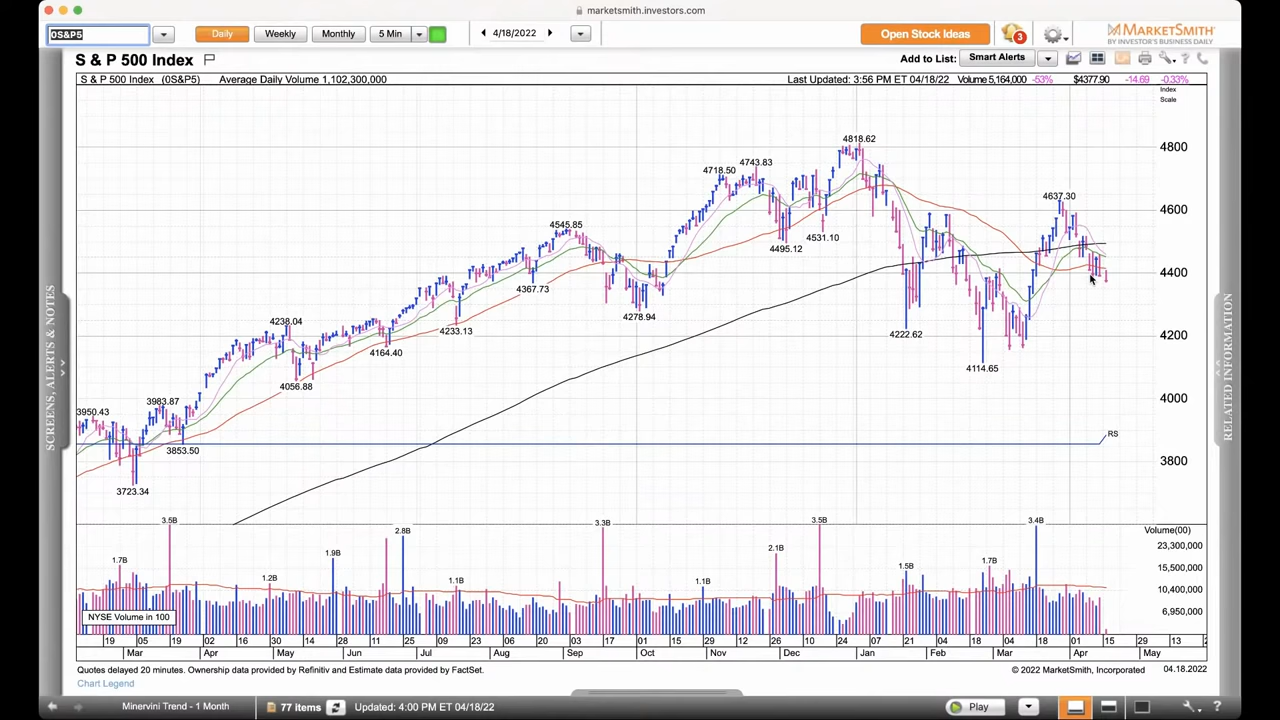 marketsmith.investors.com
0S&P5
Daily
Weekly
Monthly
5 Min
4/18/2022
Open Stock Ideas
3
MARKETSMITH
BY INVESTOR'S BUSINESS DAILY
S & P 500 Index
Add to List:
Smart Alerts
S & P 500 Index (0S&P5) Average Daily Volume 1,102,300,000
Last Updated: 3:56 PM ET 04/18/22 Volume 5,164,000 -53% $4377.90 -14.69 -0.33%
Index
Scale
4818.62
4800
4743.83
4718.50
4637.30
4600
4545.85
4531.10
4495.12
4400
4367.73
4278.94
4238.04
4233.13
4222.62
4200
4164.40
4114.65
4056.88
4000
3983.87
3950.43
3853.50
RS
3800
3723.34
3.5B
3.3B
3.5B
3.4B
2.8B
Volume(00)
23,300,000
2.1B
1.9B
1.7B
1.7B
1.5B
15,500,000
1.2B
1.1B
1.1B
10,400,000
6,950,000
NYSE Volume in 100
19 05 19 02 16 30 14 28 11 25 09 23 06 20 03 17 01 15 29 12 26 10 24 07 21 04 18 04 18 01 15 29 13 2
Mar Apr May Jun Jul Aug Sep Oct Nov Dec Jan Feb Mar Apr May
Quotes delayed 20 minutes. Ownership data provided by Refinitiv and Estimate data provided by FactSet.
© 2022 MarketSmith, Incorporated
04.18.2022
Chart Legend
SCREENS, ALERTS & NOTES
RELATED INFORMATION
Minervini Trend - 1 Month
77 items
Updated: 4:00 PM ET 04/18/22
Play